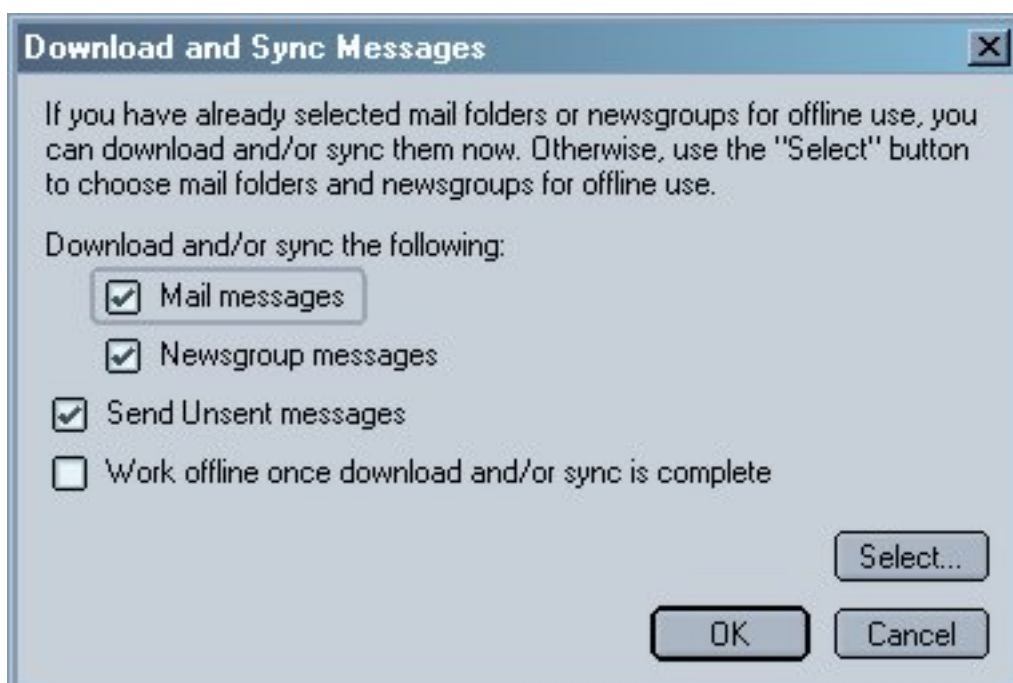 Download and Sync Messages
If you have already selected mail folders or newsgroups for offline use, you
can download and/or sync them now. Otherwise, use the "Select" button
to choose mail folders and newsgroups for offline use.
Download and/or sync the following:
Mail messages
Newsgroup messages
Send Unsent messages
Work offline once download and/or sync is complete
Select...
OK
Cancel